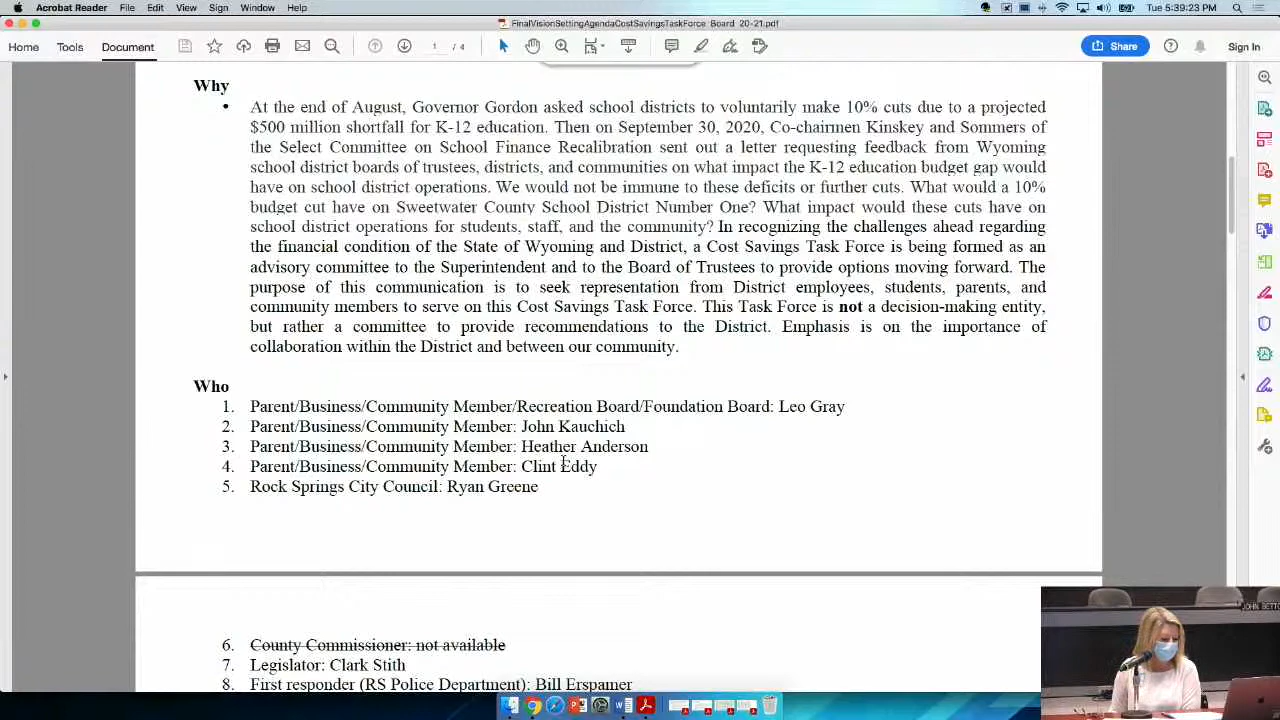 Acrobat Reader File Edit View Sign Window Help Tue 5:39:23 PM
FinalVisionSettingAgendaCostSavingsTaskForce Board 20-21.pdf
Home Tools Document 1 / 4 Share Sign In
Why
• At the end of August, Governor Gordon asked school districts to voluntarily make 10% cuts due to a projected
$500 million shortfall for K-12 education. Then on September 30, 2020, Co-chairmen Kinskey and Sommers of
the Select Committee on School Finance Recalibration sent out a letter requesting feedback from Wyoming
school district boards of trustees, districts, and communities on what impact the K-12 education budget gap would
have on school district operations. We would not be immune to these deficits or further cuts. What would a 10%
budget cut have on Sweetwater County School District Number One? What impact would these cuts have on
school district operations for students, staff, and the community? In recognizing the challenges ahead regarding
the financial condition of the State of Wyoming and District, a Cost Savings Task Force is being formed as an
advisory committee to the Superintendent and to the Board of Trustees to provide options moving forward. The
purpose of this communication is to seek representation from District employees, students, parents, and
community members to serve on this Cost Savings Task Force. This Task Force is not a decision-making entity,
but rather a committee to provide recommendations to the District. Emphasis is on the importance of
collaboration within the District and between our community.
Who
1. Parent/Business/Community Member/Recreation Board/Foundation Board: Leo Gray
2. Parent/Business/Community Member: John Kauchich
3. Parent/Business/Community Member: Heather Anderson
4. Parent/Business/Community Member: Clint Eddy
5. Rock Springs City Council: Ryan Greene
6. County Commissioner: not available
7. Legislator: Clark Stith
8. First responder (RS Police Department): Bill Erspamer